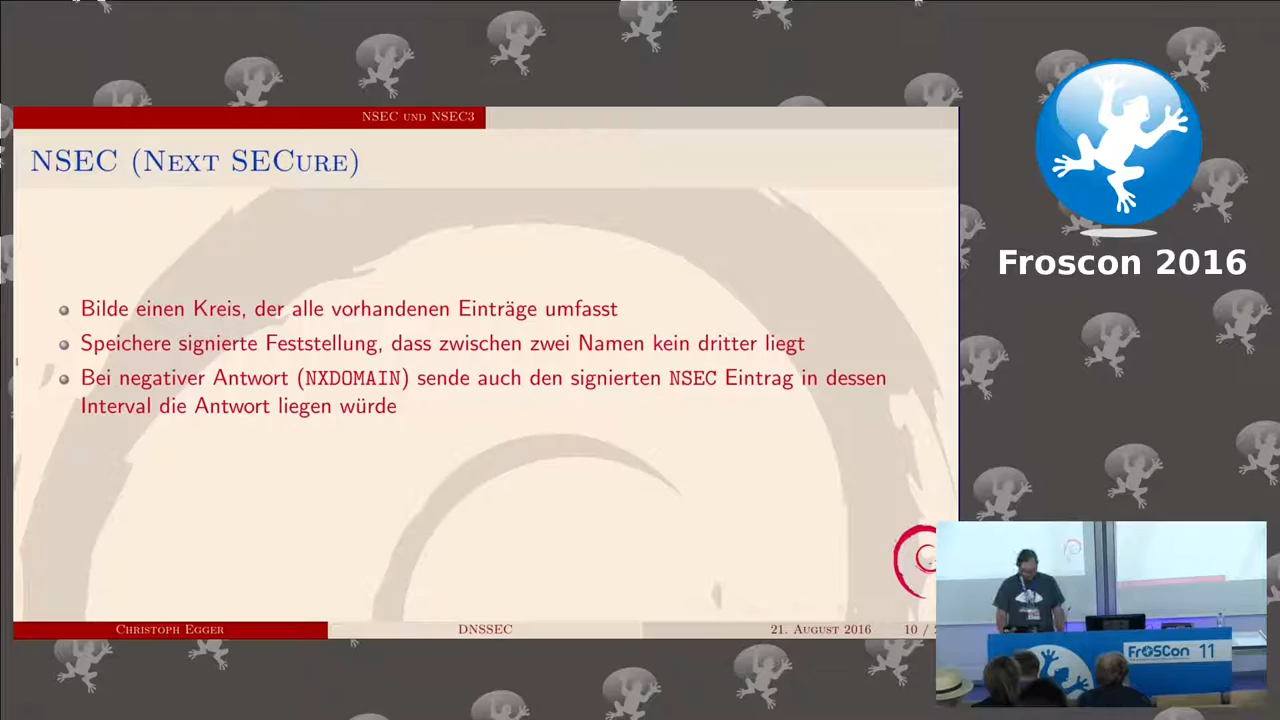 NSEC und NSEC3
NSEC (Next SECure)
Bilde einen Kreis, der alle vorhandenen Einträge umfasst
Speichere signierte Feststellung, dass zwischen zwei Namen kein dritter liegt
Bei negativer Antwort (NXDOMAIN) sende auch den signierten NSEC Eintrag in dessen
Interval die Antwort liegen würde
Christoph Egger
DNSSEC
21. August 2016
10 /
Froscon 2016
FrOSCon 11